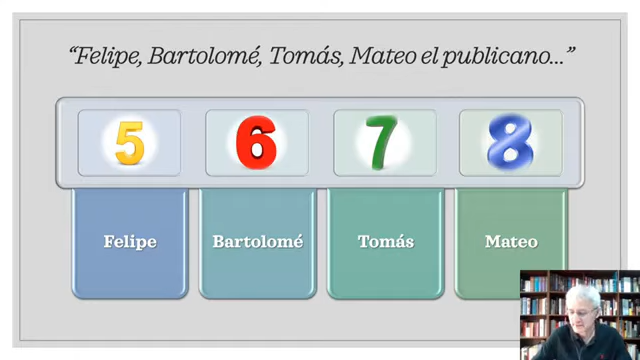 “Felipe, Bartolomé, Tomás, Mateo el publicano...”
5 6 7 8
Felipe Bartolomé Tomás Mateo